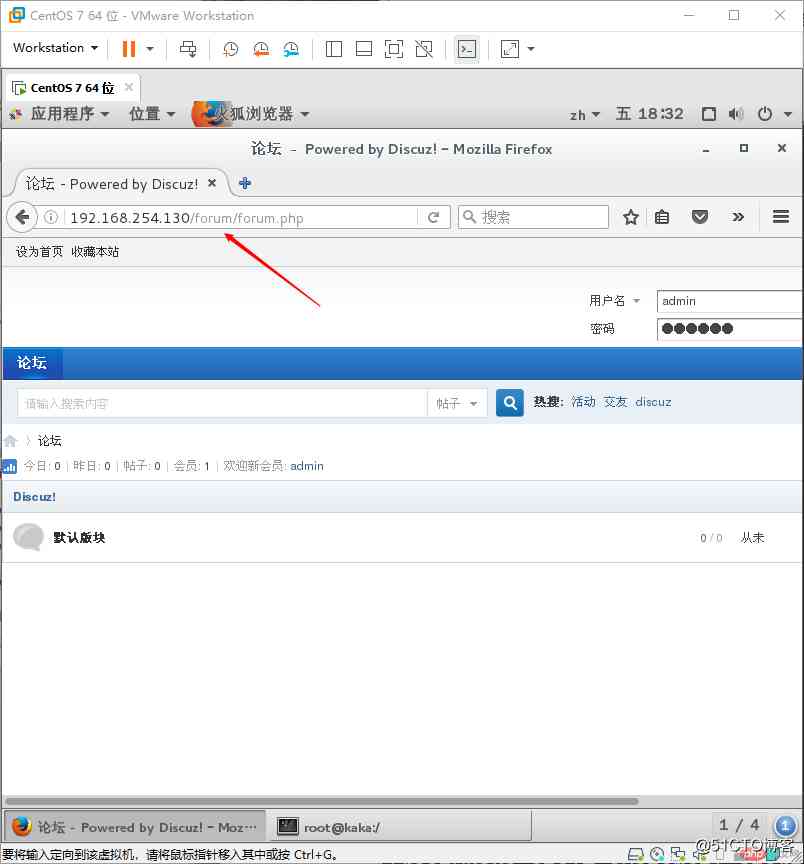 CentOS 7 64 位 - VMware Workstation
Workstation
CentOS 7 64 位
应用程序 位置 火狐浏览器 zh 五 18:32
论坛 - Powered by Discuz! - Mozilla Firefox
论坛 - Powered by Discuz!
192.168.254.130/forum/forum.php 搜索
设为首页 收藏本站
用户名 admin
密码
论坛
请输入搜索内容 帖子 热搜: 活动 交友 discuz
论坛
今日: 0 | 昨日: 0 | 帖子: 0 | 会员: 1 | 欢迎新会员: admin
Discuz!
默认版块 0 / 0 从未
论坛 - Powered by Discuz! - Moz… root@kaka:/ 1 / 4 1
要将输入定向到该虚拟机，请将鼠标指针移入其中或按 Ctrl+G。
@51CTO博客